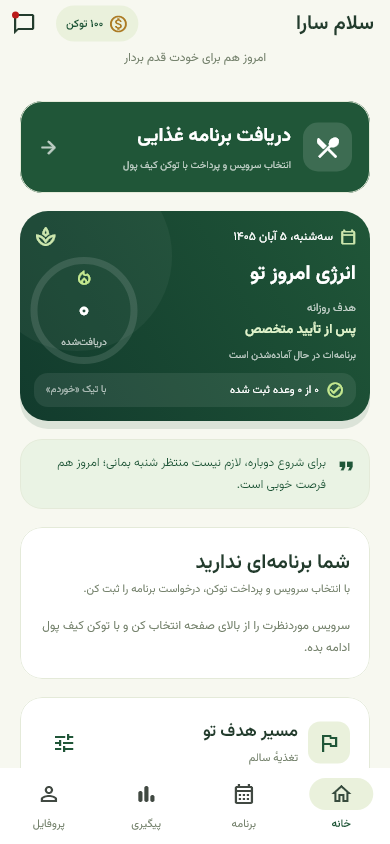 سلام سارا
۱۰۰ توکن
امروز هم برای خودت قدم بردار
دریافت برنامه غذایی
انتخاب سرویس و پرداخت با توکن کیف پول
سه‌شنبه، ۵ آبان ۱۴۰۵
انرژی امروز تو
هدف روزانه
پس از تأیید متخصص
برنامه‌ات در حال آماده‌شدن است
۰
دریافت‌شده
۰ از ۰ وعده ثبت شده
با تیک «خوردم»
برای شروع دوباره، لازم نیست منتظر شنبه بمانی؛ امروز هم
فرصت خوبی است.
شما برنامه‌ای ندارید
با انتخاب سرویس و پرداخت توکن، درخواست برنامه را ثبت کن.
سرویس موردنظرت را از بالای صفحه انتخاب کن و با توکن کیف پول
ادامه بده.
مسیر هدف تو
تغذیهٔ سالم
خانه
برنامه
پیگیری
پروفایل